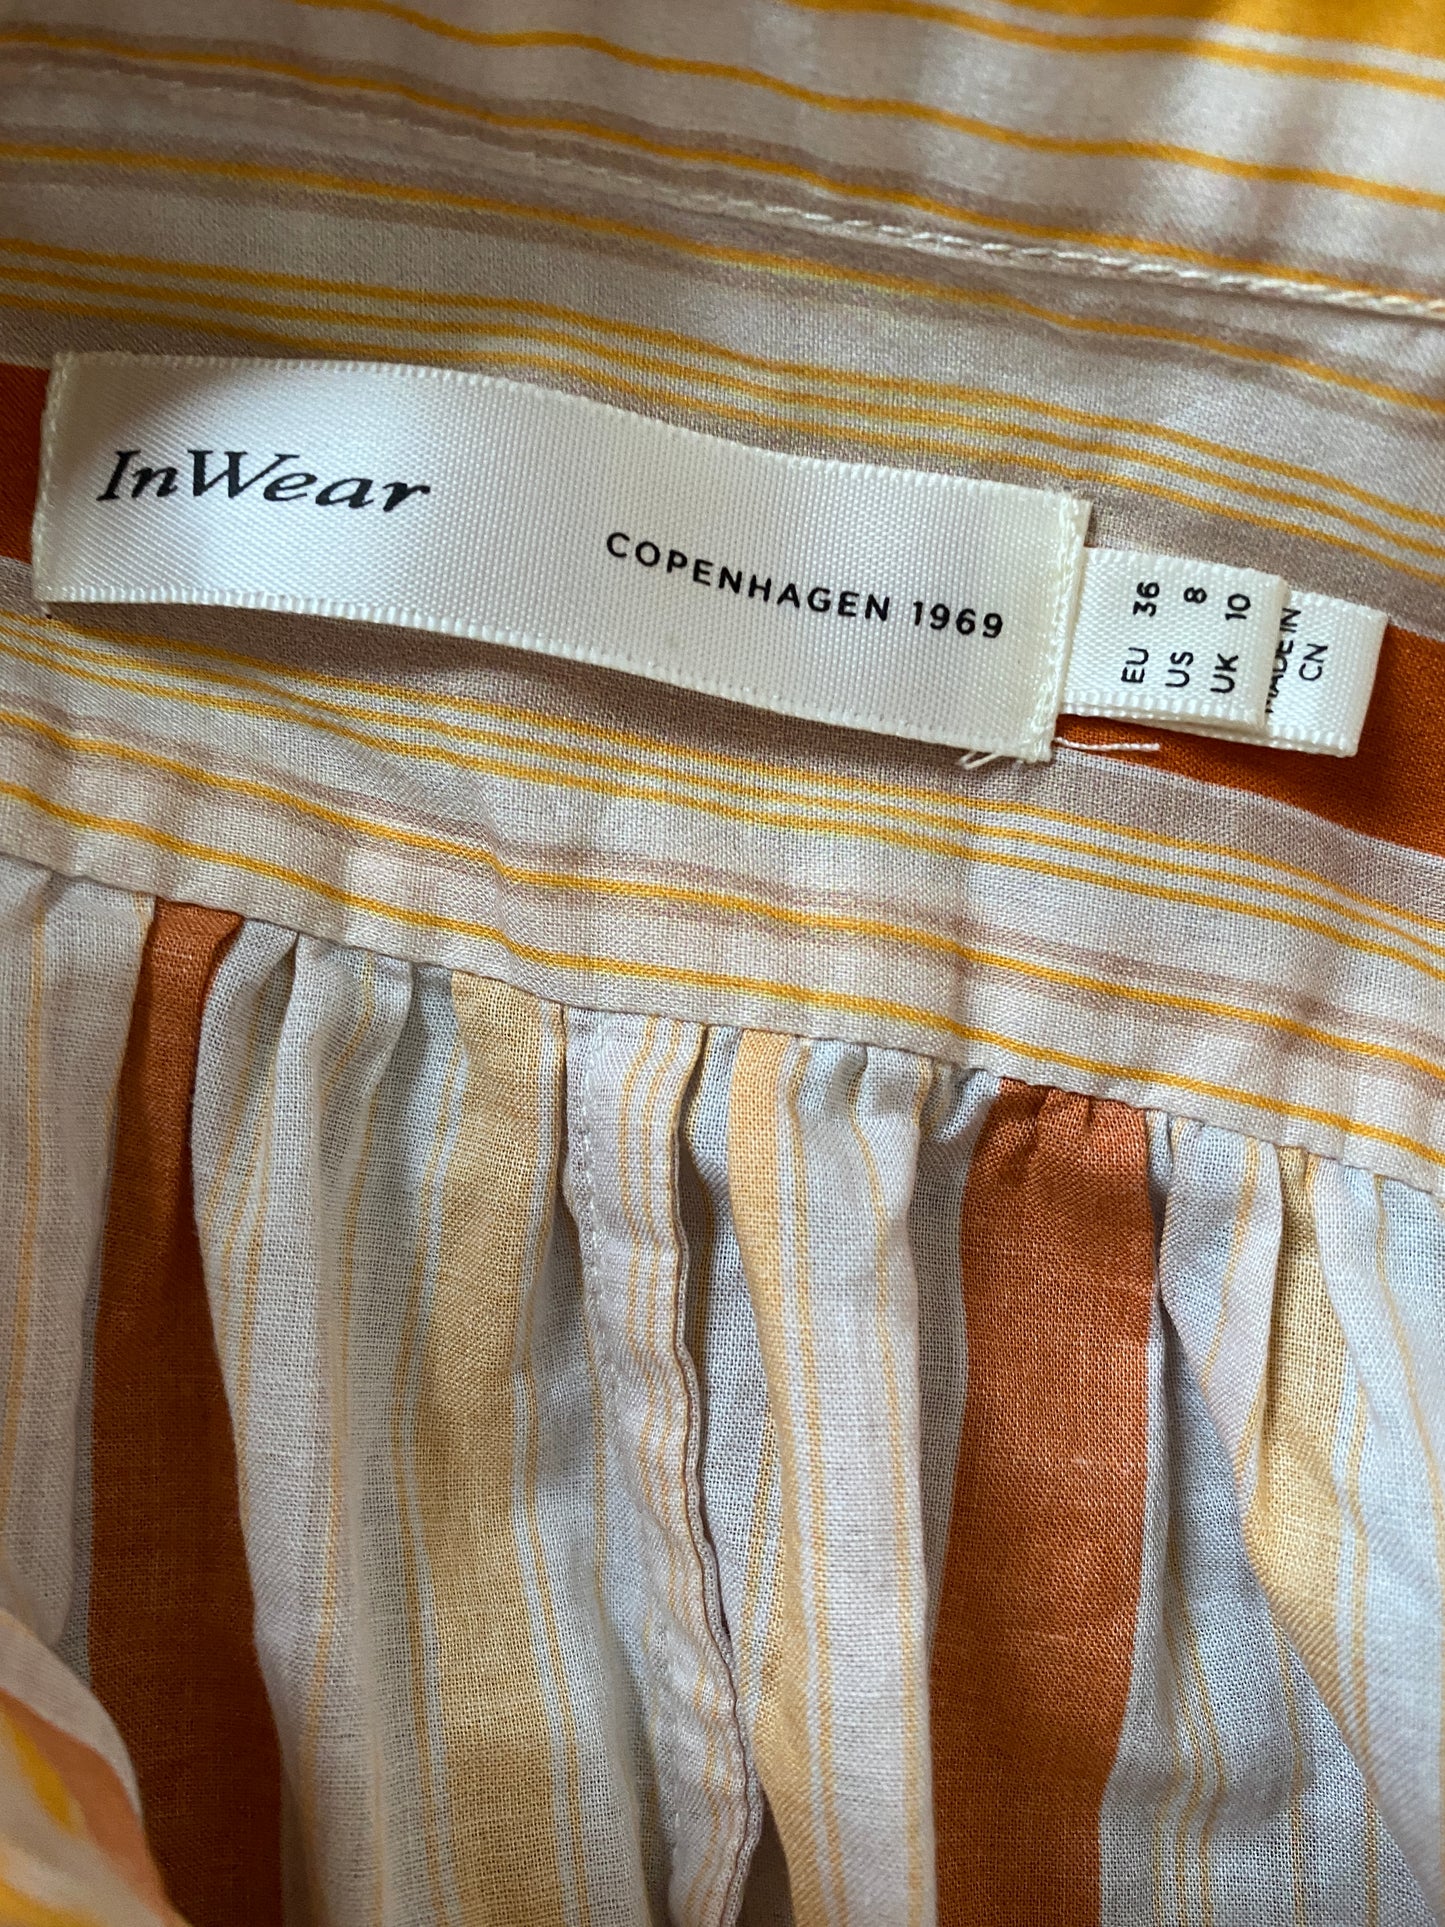 InWear
COPENHAGEN 1969
EU 36
US 8
UK 10
MADE IN
CN